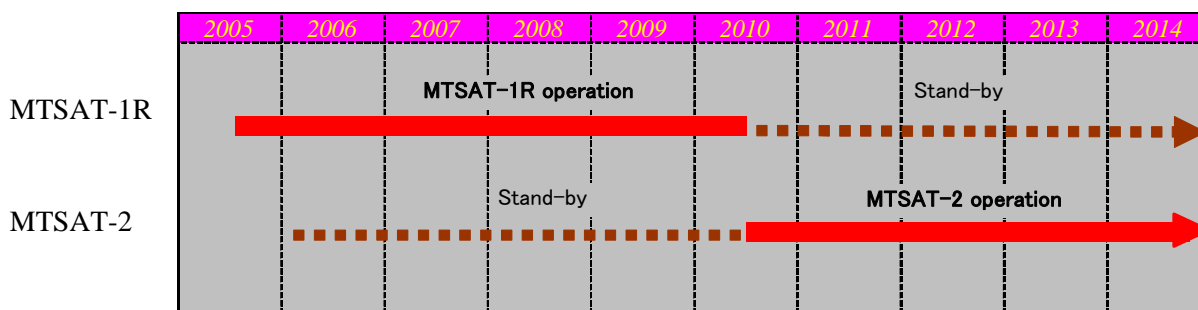 2005 2006 2007 2008 2009 2010 2011 2012 2013 2014
MTSAT-1R operation Stand-by
MTSAT-1R
Stand-by MTSAT-2 operation
MTSAT-2